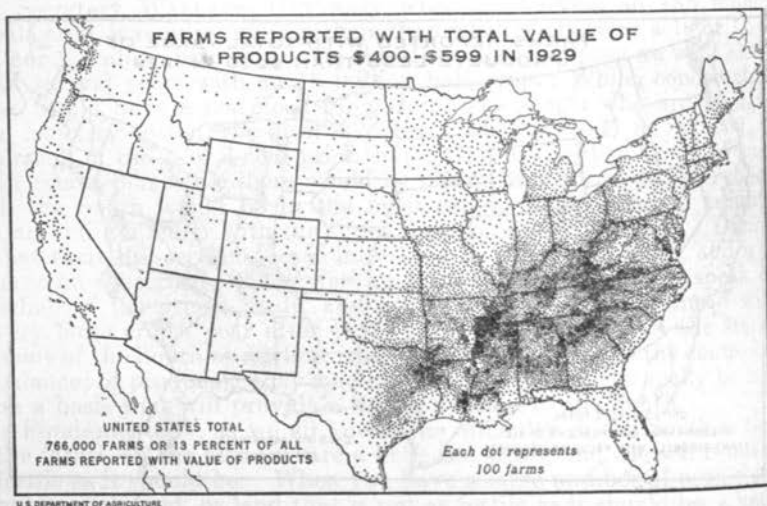 FARMS REPORTED WITH TOTAL VALUE OF
PRODUCTS $400-$599 IN 1929
UNITED STATES TOTAL
766,000 FARMS OR 13 PERCENT OF ALL
FARMS REPORTED WITH VALUE OF PRODUCTS
Each dot represents
100 farms
U.S. DEPARTMENT OF AGRICULTURE